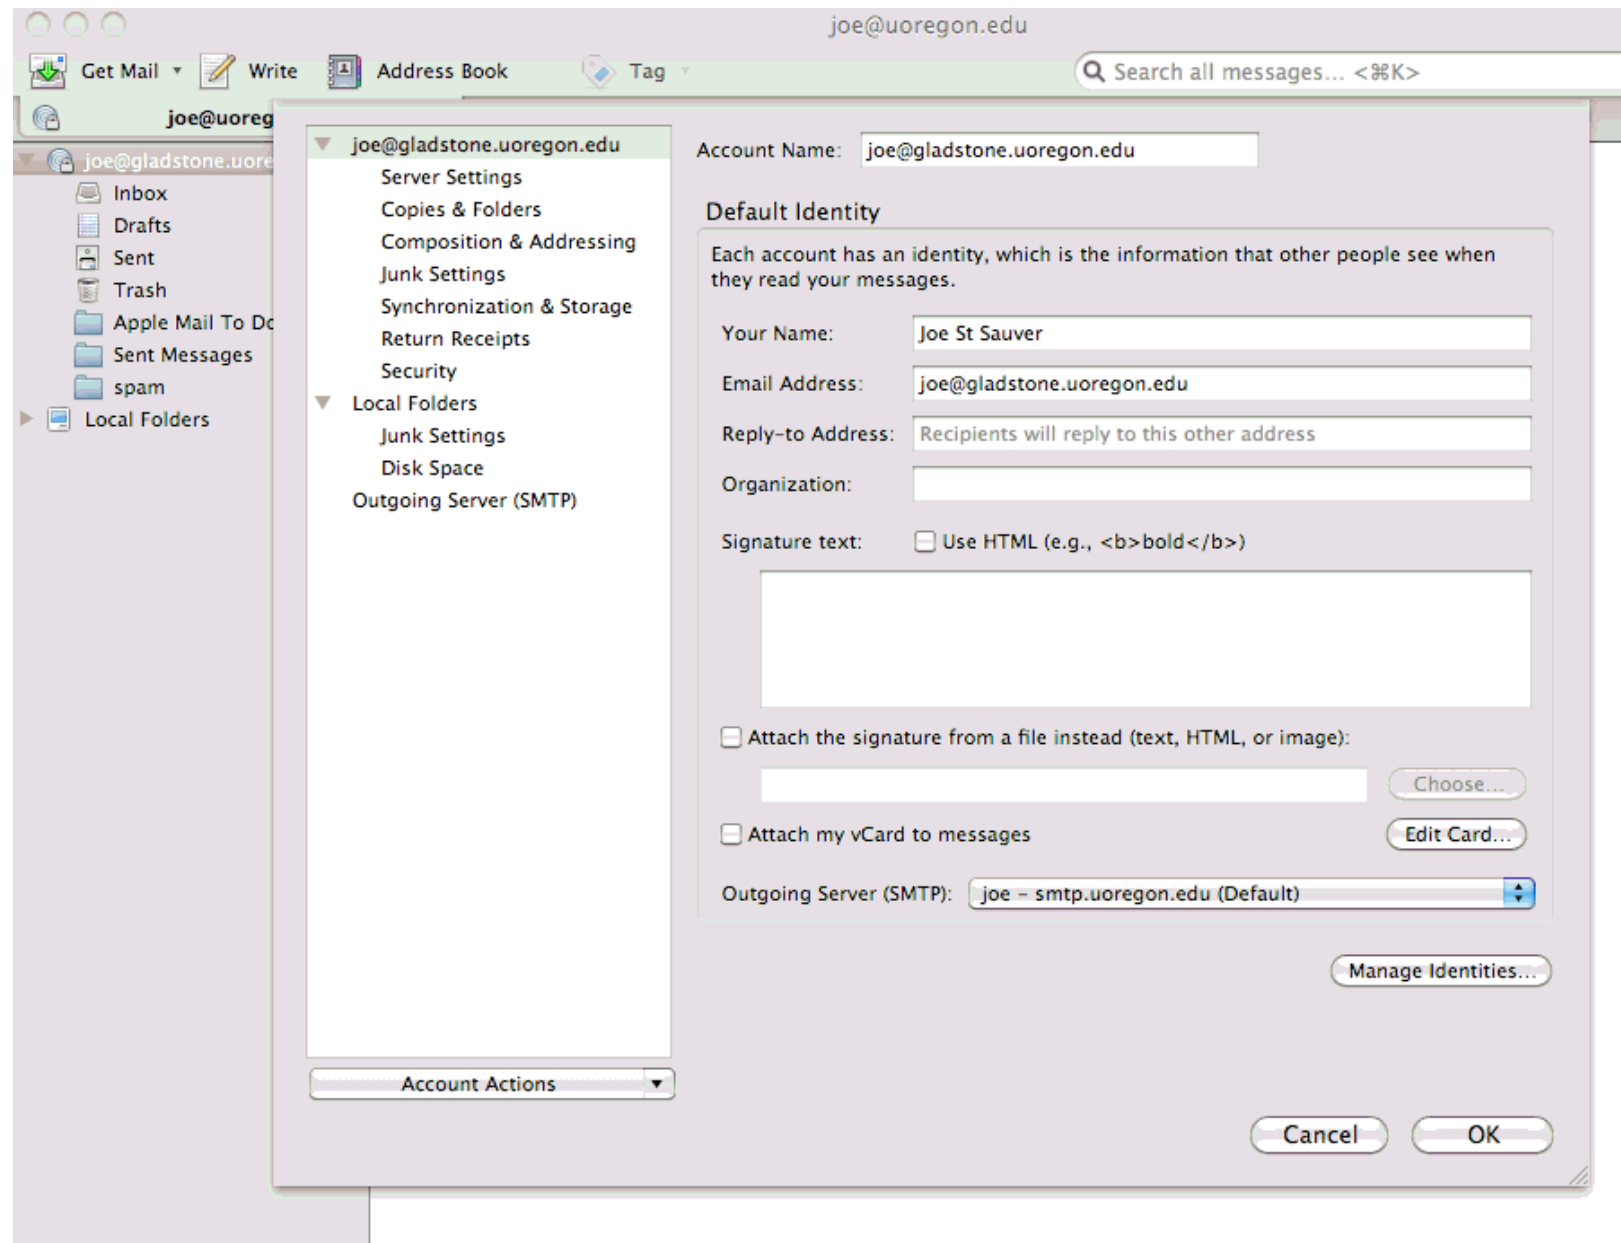 joe@uoregon.edu
Get Mail
Write
Address Book
Tag
Search all messages... <⌘K>
joe@uoreg
joe@gladstone.uore
Inbox
Drafts
Sent
Trash
Apple Mail To Do
Sent Messages
spam
Local Folders
joe@gladstone.uoregon.edu
Server Settings
Copies & Folders
Composition & Addressing
Junk Settings
Synchronization & Storage
Return Receipts
Security
Local Folders
Junk Settings
Disk Space
Outgoing Server (SMTP)
Account Actions
Account Name: joe@gladstone.uoregon.edu
Default Identity
Each account has an identity, which is the information that other people see when
they read your messages.
Your Name: Joe St Sauver
Email Address: joe@gladstone.uoregon.edu
Reply-to Address: Recipients will reply to this other address
Organization:
Signature text: Use HTML (e.g., <b>bold</b>)
Attach the signature from a file instead (text, HTML, or image):
Choose...
Attach my vCard to messages
Edit Card...
Outgoing Server (SMTP): joe - smtp.uoregon.edu (Default)
Manage Identities...
Cancel
OK